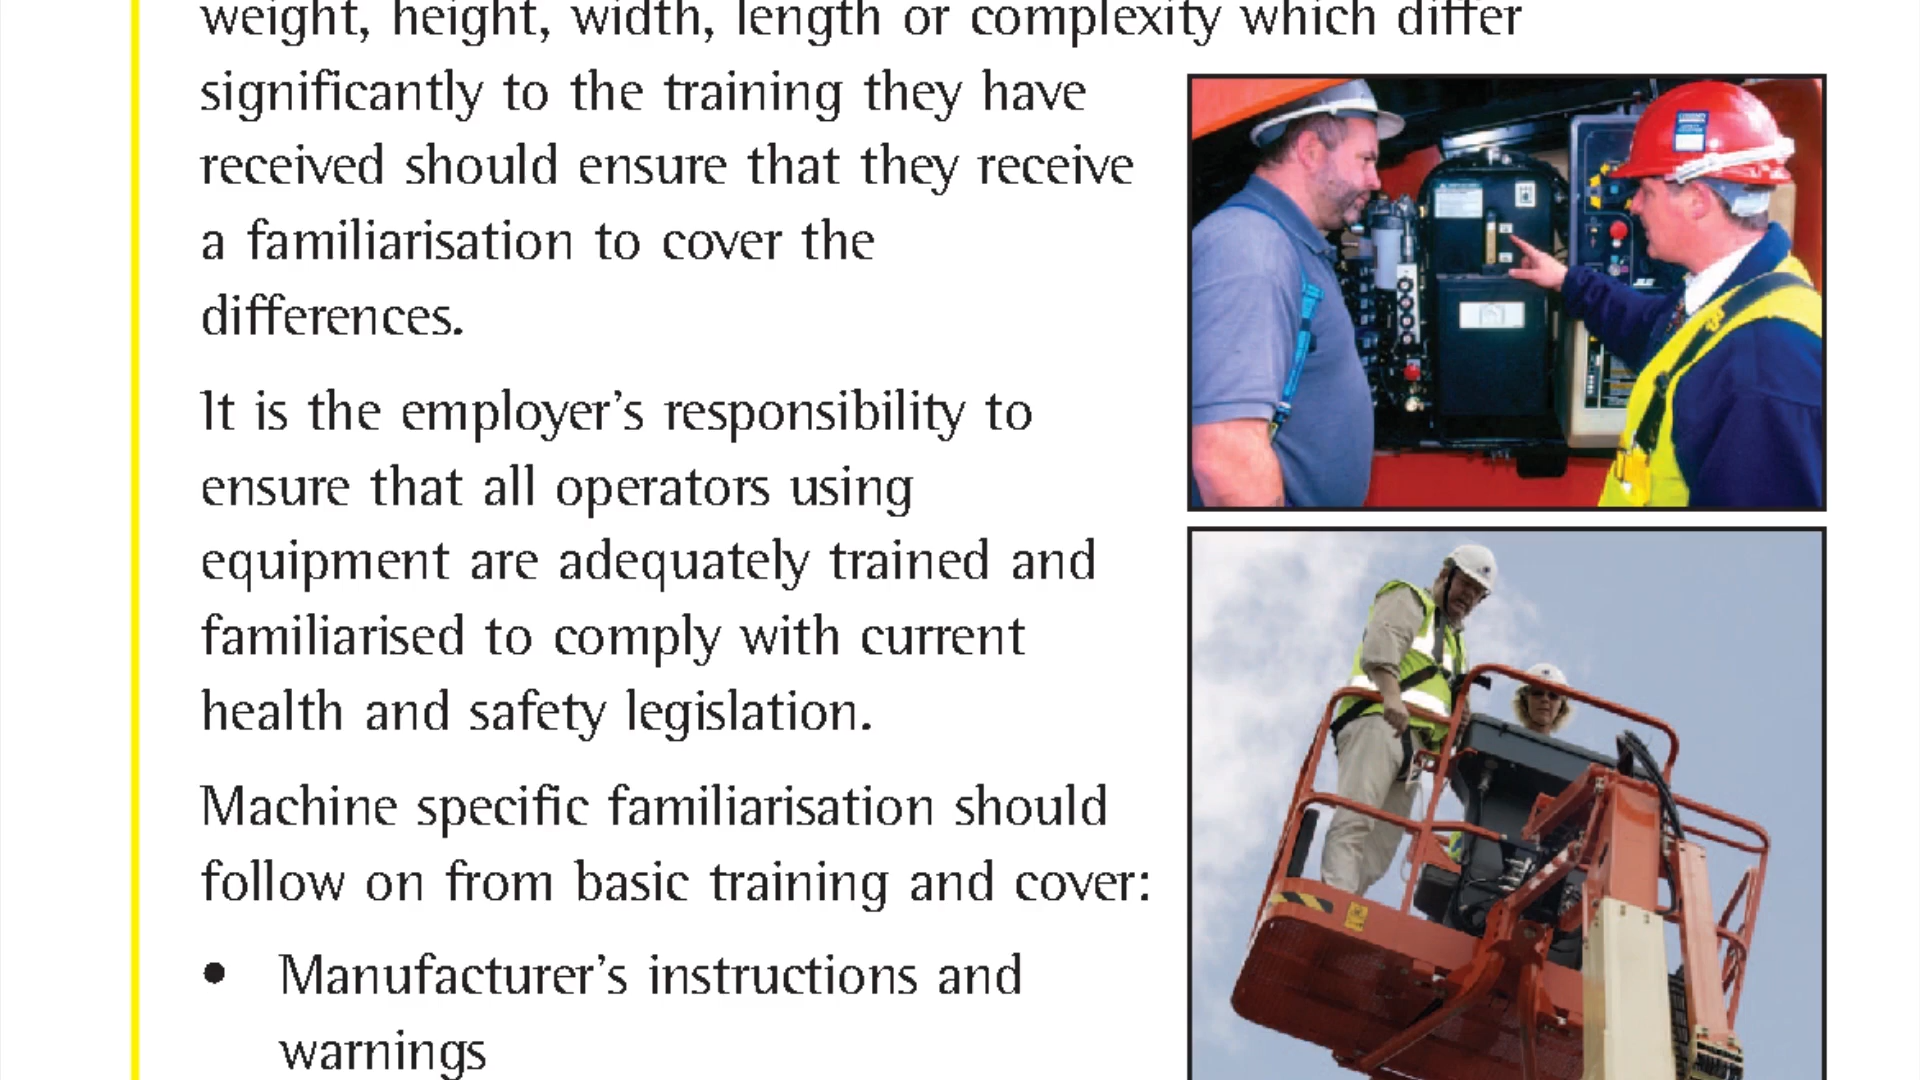 weight, height, width, length or complexity which differ
significantly to the training they have
received should ensure that they receive
a familiarisation to cover the
differences.
It is the employer’s responsibility to
ensure that all operators using
equipment are adequately trained and
familiarised to comply with current
health and safety legislation.
Machine specific familiarisation should
follow on from basic training and cover:
• Manufacturer’s instructions and
warnings